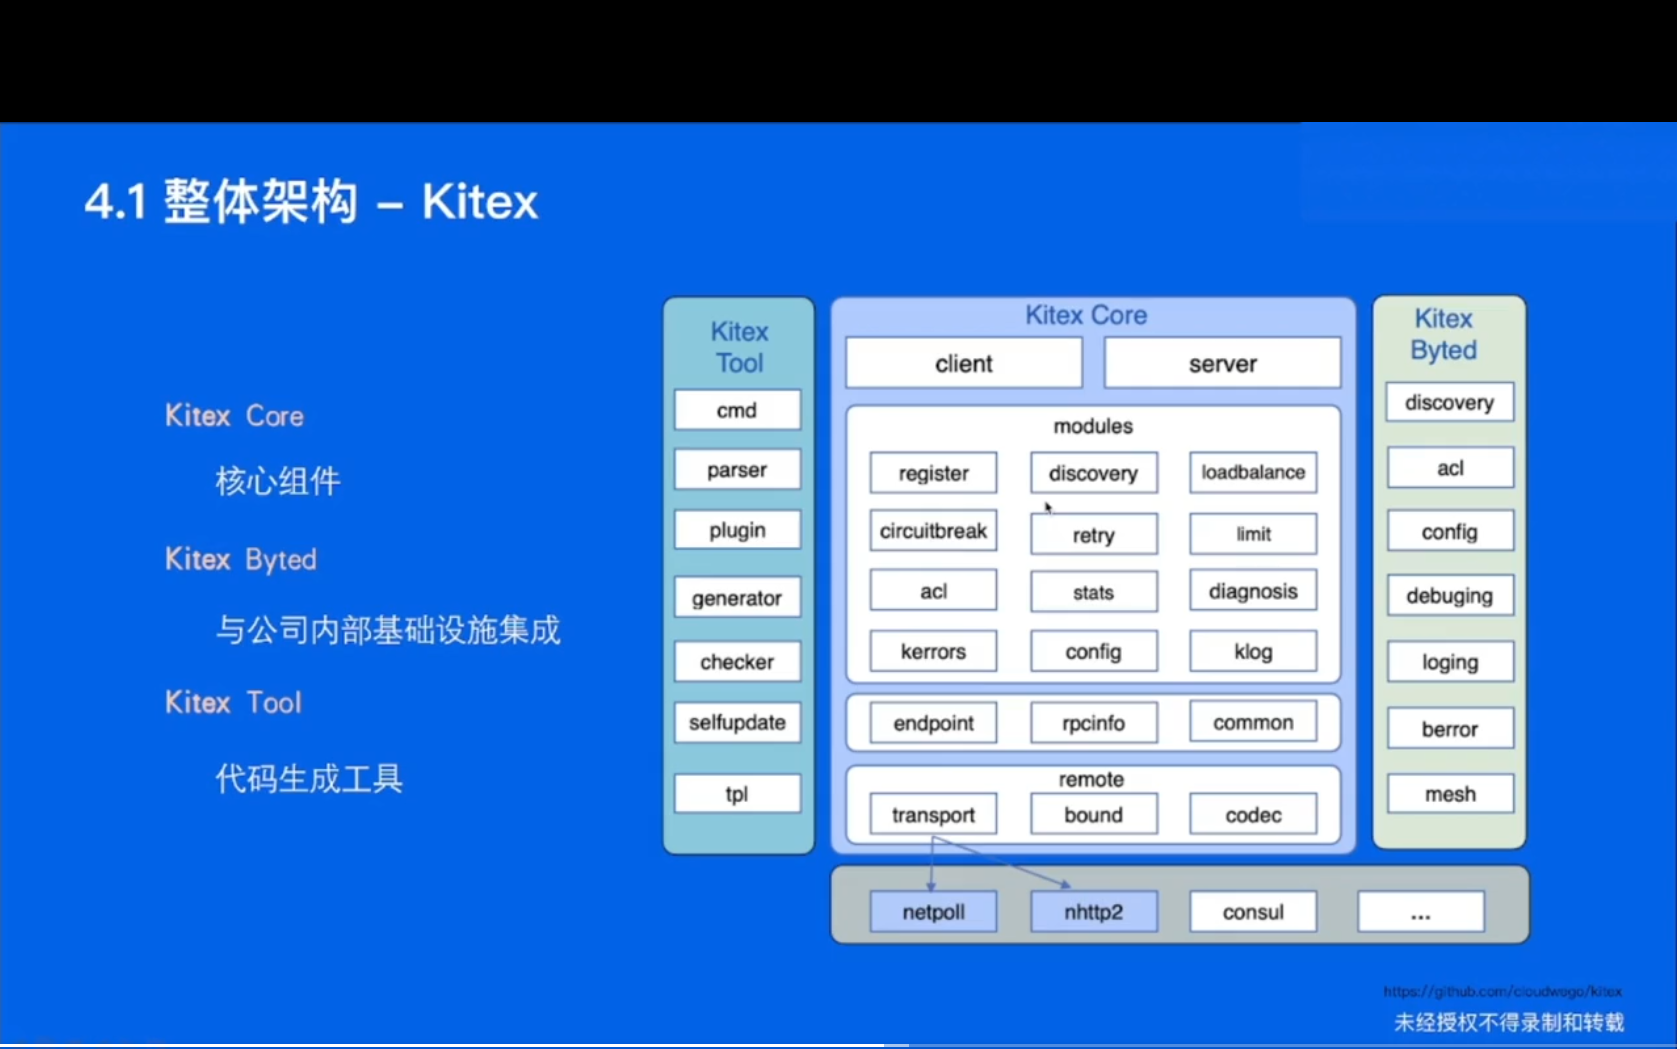 4.1 整体架构 – Kitex
Kitex Core
核心组件
Kitex Byted
与公司内部基础设施集成
Kitex Tool
代码生成工具
Kitex
Tool
cmd
parser
plugin
generator
checker
selfupdate
tpl
Kitex Core
client server
modules
register discovery loadbalance
circuitbreak retry limit
acl stats diagnosis
kerrors config klog
endpoint rpcinfo common
remote
transport bound codec
Kitex
Byted
discovery
acl
config
debuging
loging
berror
mesh
netpoll nhttp2 consul ...
https://github.com/cloudwego/kitex
未经授权不得录制和转载